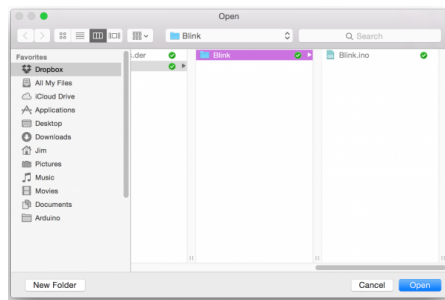 Open
Blink
Search
Favorites
Dropbox
All My Files
iCloud Drive
Applications
Desktop
Downloads
Jim
Pictures
Music
Movies
Documents
Arduino
.der
Blink
Blink.ino
New Folder
Cancel
Open